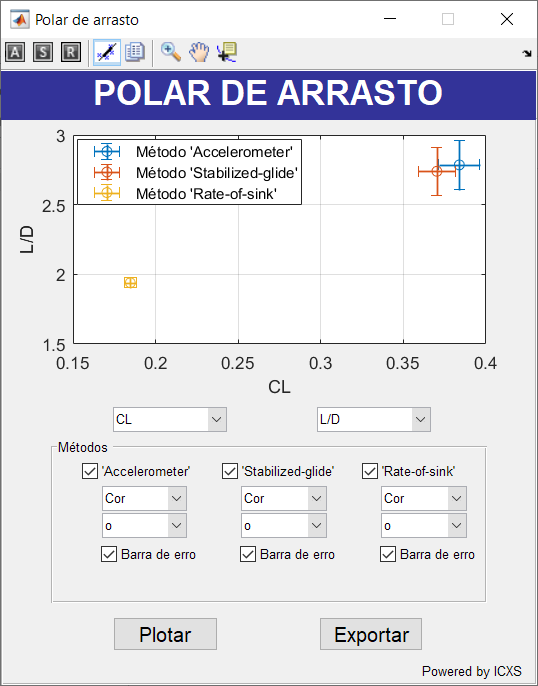 Polar de arrasto
A S R
POLAR DE ARRASTO
3
Método 'Accelerometer'
Método 'Stabilized-glide'
Método 'Rate-of-sink'
2.5
L/D
2
1.5
0.15 0.2 0.25 0.3 0.35 0.4
CL
CL L/D
Métodos
'Accelerometer' 'Stabilized-glide' 'Rate-of-sink'
Cor Cor Cor
o o o
Barra de erro Barra de erro Barra de erro
Plotar Exportar
Powered by ICXS